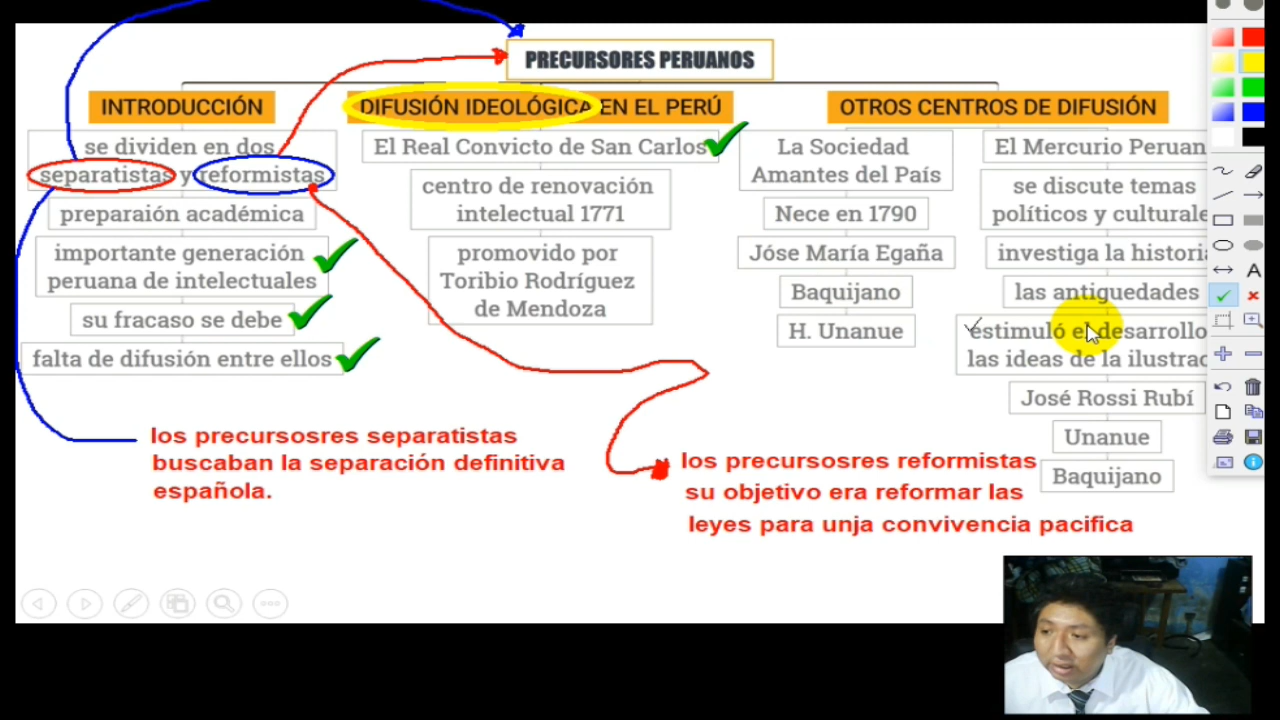 PRECURSORES PERUANOS
INTRODUCCIÓN
se dividen en dos
separatistas y reformistas
preparaión académica
importante generación
peruana de intelectuales
su fracaso se debe
falta de difusión entre ellos
DIFUSIÓN IDEOLÓGICA EN EL PERÚ
El Real Convicto de San Carlos
centro de renovación
intelectual 1771
promovido por
Toribio Rodríguez
de Mendoza
OTROS CENTROS DE DIFUSIÓN
La Sociedad
Amantes del País
Nece en 1790
Jóse María Egaña
Baquijano
H. Unanue
El Mercurio Peruan
se discute temas
políticos y culturale
investiga la historia
las antiguedades
estimuló el desarrollo
las ideas de la ilustrac
José Rossi Rubí
Unanue
Baquijano
los precursosres separatistas
buscaban la separación definitiva
española.
los precursosres reformistas
su objetivo era reformar las
leyes para unja convivencia pacifica
A